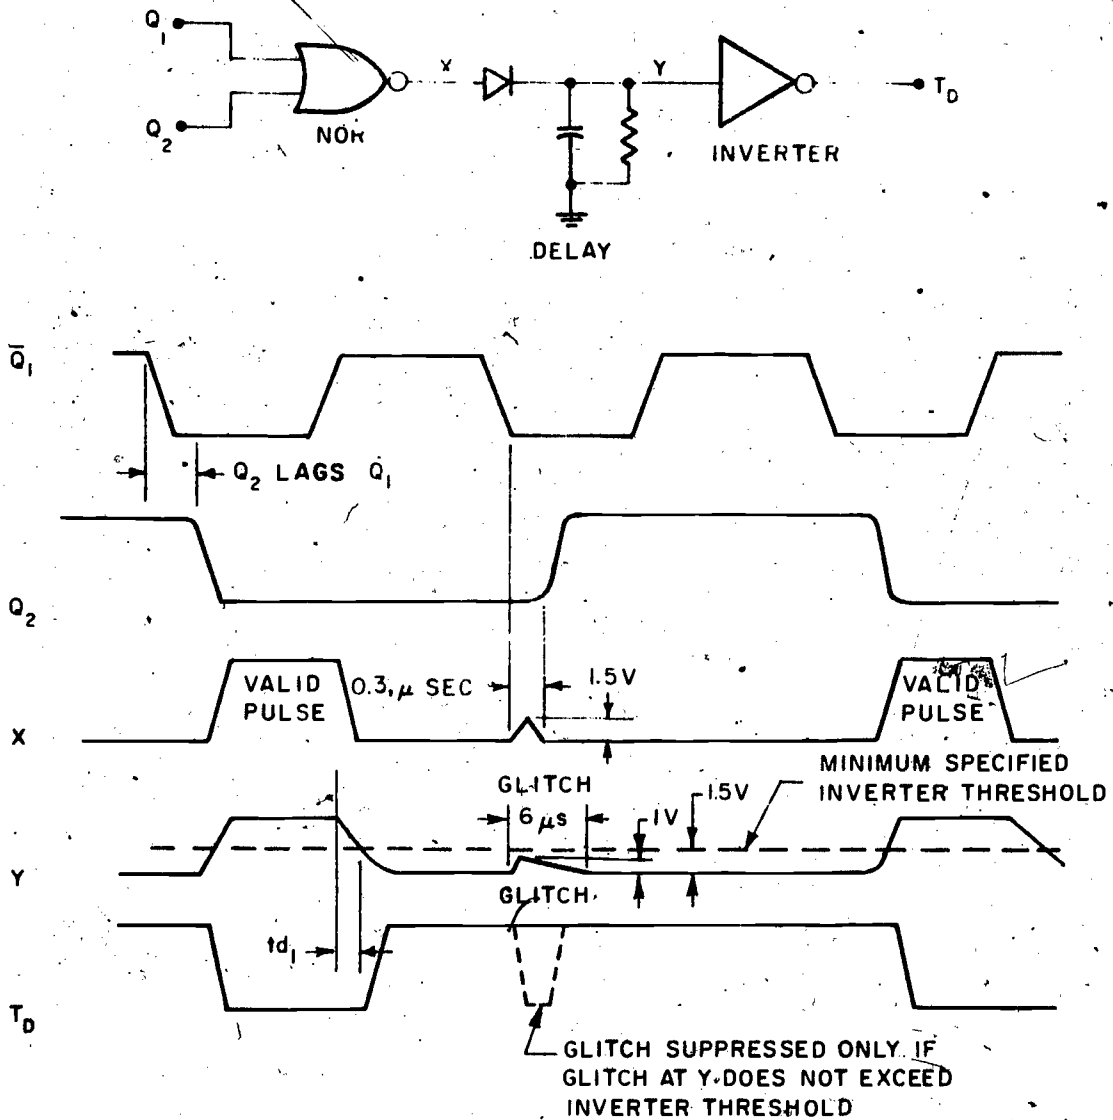 Q1
Q2
NOR
X
Y
TD
INVERTER
DELAY
Q̅1
Q2 LAGS Q1
Q2
VALID PULSE
0.3 μ SEC
1.5V
VALID PULSE
X
MINIMUM SPECIFIED
INVERTER THRESHOLD
GLITCH
6 μs
1V
1.5V
Y
GLITCH
td1
TD
GLITCH SUPPRESSED ONLY IF
GLITCH AT Y DOES NOT EXCEED
INVERTER THRESHOLD